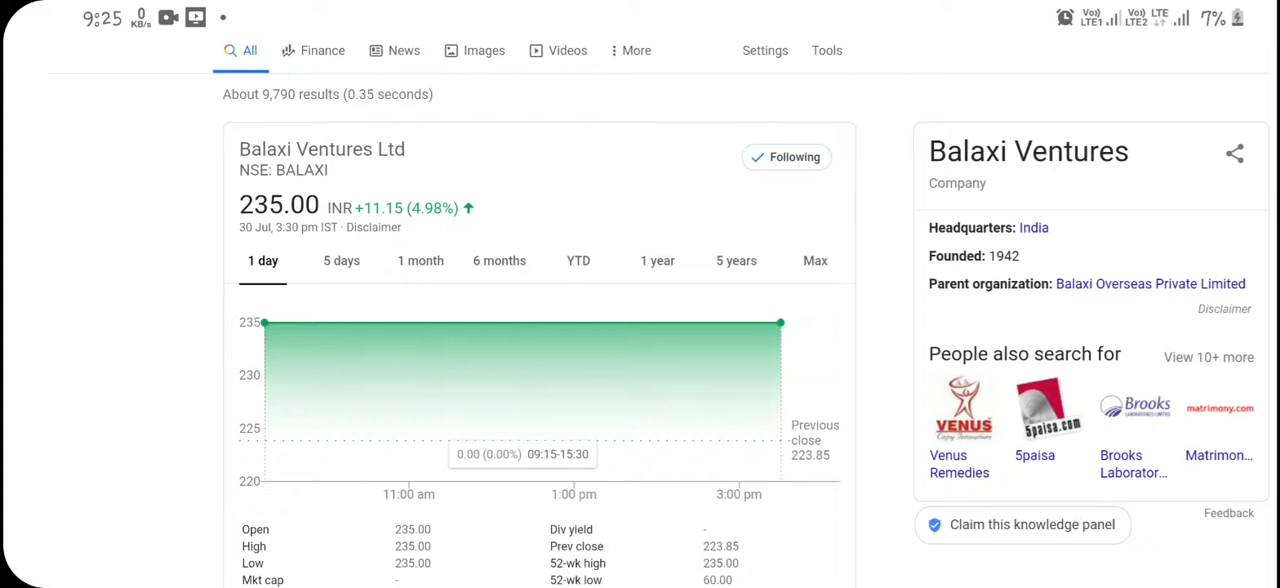 9:25 0 KB/s Vo) LTE1 Vo) LTE2 LTE 7%
All Finance News Images Videos More Settings Tools
About 9,790 results (0.35 seconds)
Balaxi Ventures Ltd
NSE: BALAXI
Following
235.00 INR +11.15 (4.98%)
30 Jul, 3:30 pm IST · Disclaimer
1 day 5 days 1 month 6 months YTD 1 year 5 years Max
235
230
225
220
Previous
close
223.85
0.00 (0.00%) 09:15-15:30
11:00 am 1:00 pm 3:00 pm
Open 235.00 Div yield -
High 235.00 Prev close 223.85
Low 235.00 52-wk high 235.00
Mkt cap - 52-wk low 60.00
Balaxi Ventures
Company
Headquarters: India
Founded: 1942
Parent organization: Balaxi Overseas Private Limited
Disclaimer
People also search for View 10+ more
VENUS
5paisa.com
Brooks
LABORATORIES LIMITED
matrimony.com
Venus
Remedies
5paisa
Brooks
Laborator...
Matrimon...
Feedback
Claim this knowledge panel